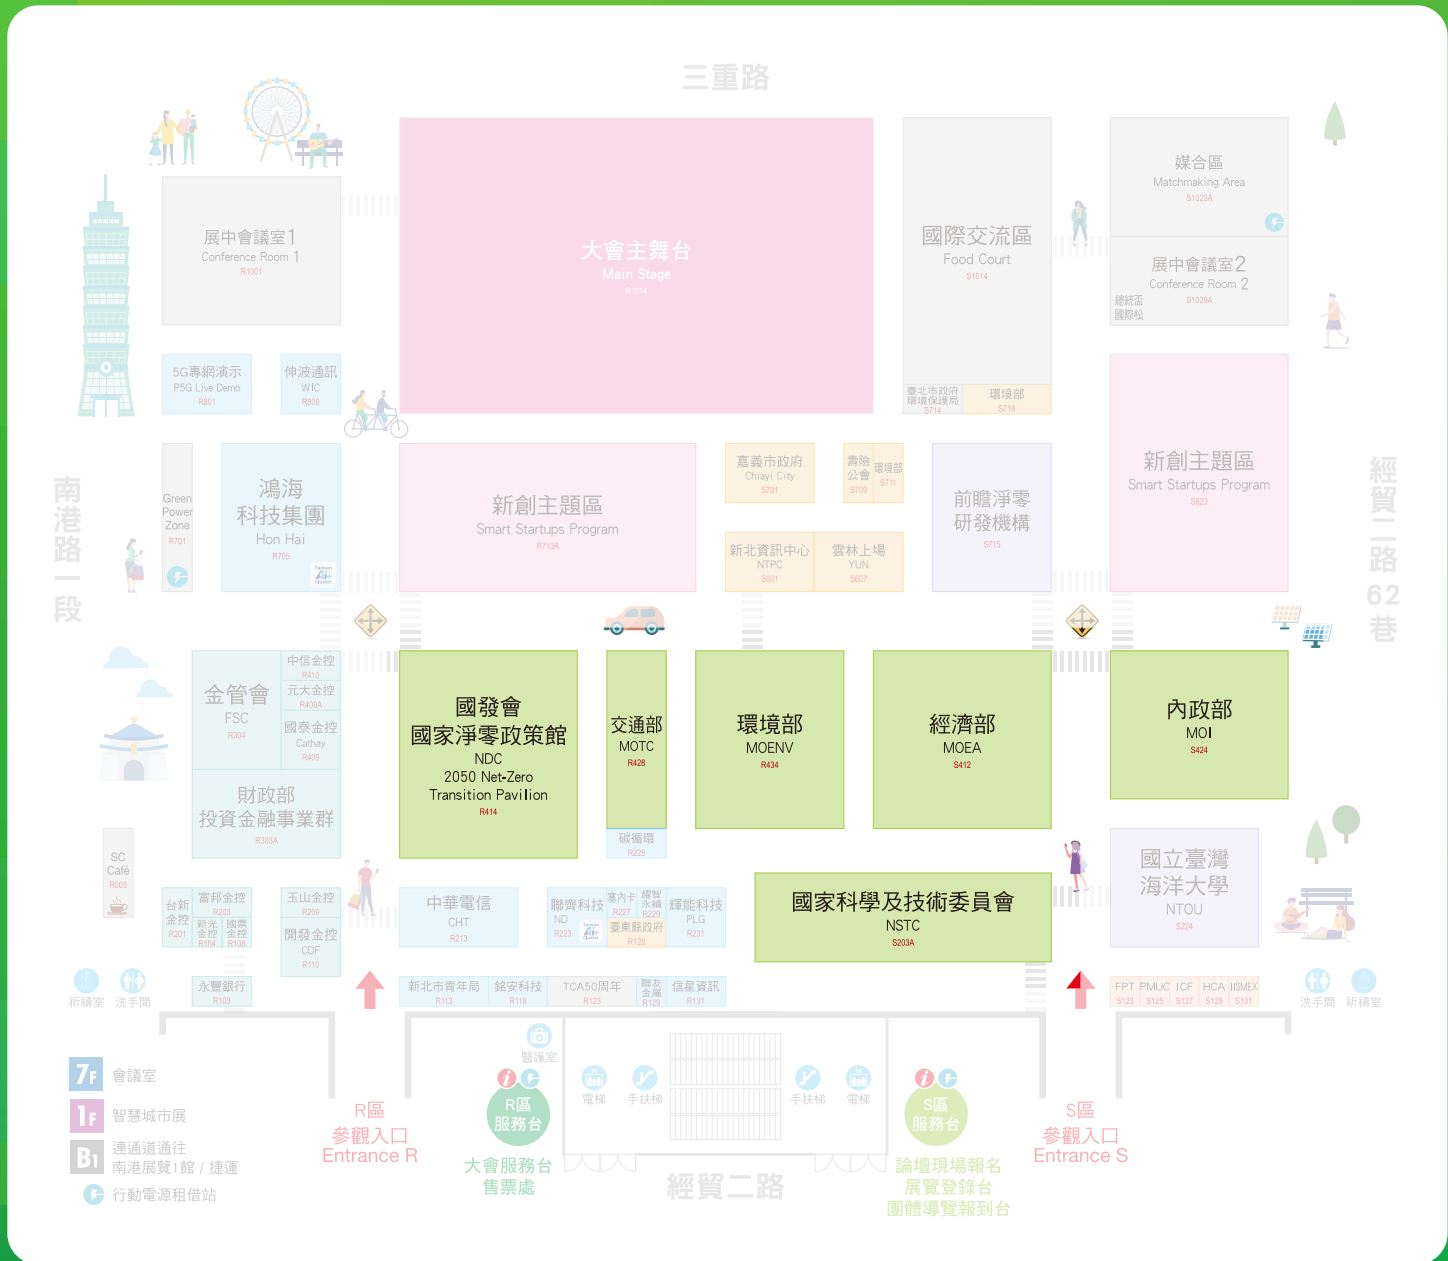 三重路
展中會議室1
Conference Room 1
R1001
大會主舞台
Main Stage
R1014
國際交流區
Food Court
S1014
媒合區
Matchmaking Area
S1023A
展中會議室2
Conference Room 2
S1029A
總統盃
國際松
5G專網演示
P5G Live Demo
R801
伸波通訊
WIC
R809
臺北市政府
環境保護局
S714
環境部
S718
南港路一段
Green
Power
Zone
R701
鴻海
科技集團
Hon Hai
R705
新創主題區
Smart Startups Program
R713A
嘉義市政府
Chiayi City
S701
壽險
公會
S709
環境部
S711
新北資訊中心
NTPC
S601
雲林上場
YUN
S607
前瞻淨零
研發機構
S715
新創主題區
Smart Startups Program
S823
經貿二路62巷
金管會
FSC
R304
中信金控
R410
元大金控
R409A
國泰金控
Cathay
R409
財政部
投資金融事業群
R303A
國發會
國家淨零政策館
NDC
2050 Net-Zero
Transition Pavilion
R414
交通部
MOTC
R428
碳循環
R228
環境部
MOENV
R434
經濟部
MOEA
S412
內政部
MOI
S424
SC
Café
R003
台新
金控
R201
富邦金控
R203
新光
金控
R104
國票
金控
R106
玉山金控
R209
開發金控
CDF
R110
永豐銀行
R103
中華電信
CHT
R213
聯齊科技
ND
R223
塞內卡
R227
耀智
永續
R229
臺東縣政府
R128
輝能科技
PLG
R231
國家科學及技術委員會
NSTC
S203A
國立臺灣
海洋大學
NTOU
S224
新北市青年局
R113
銘安科技
R119
TCA50周年
R123
聯友
金屬
R129
信星資訊
R131
FPT
S123
PMUC
S125
ICF
S127
HCA
S129
IISMEX
S131
祈禱室
洗手間
洗手間
祈禱室
7F
會議室
1F
智慧城市展
B1
連通道通往
南港展覽1館 / 捷運
行動電源租借站
R區
參觀入口
Entrance R
醫護室
R區
服務台
大會服務台
售票處
電梯
手扶梯
手扶梯
電梯
經貿二路
S區
服務台
論壇現場報名
展覽登錄台
團體導覽報到台
S區
參觀入口
Entrance S